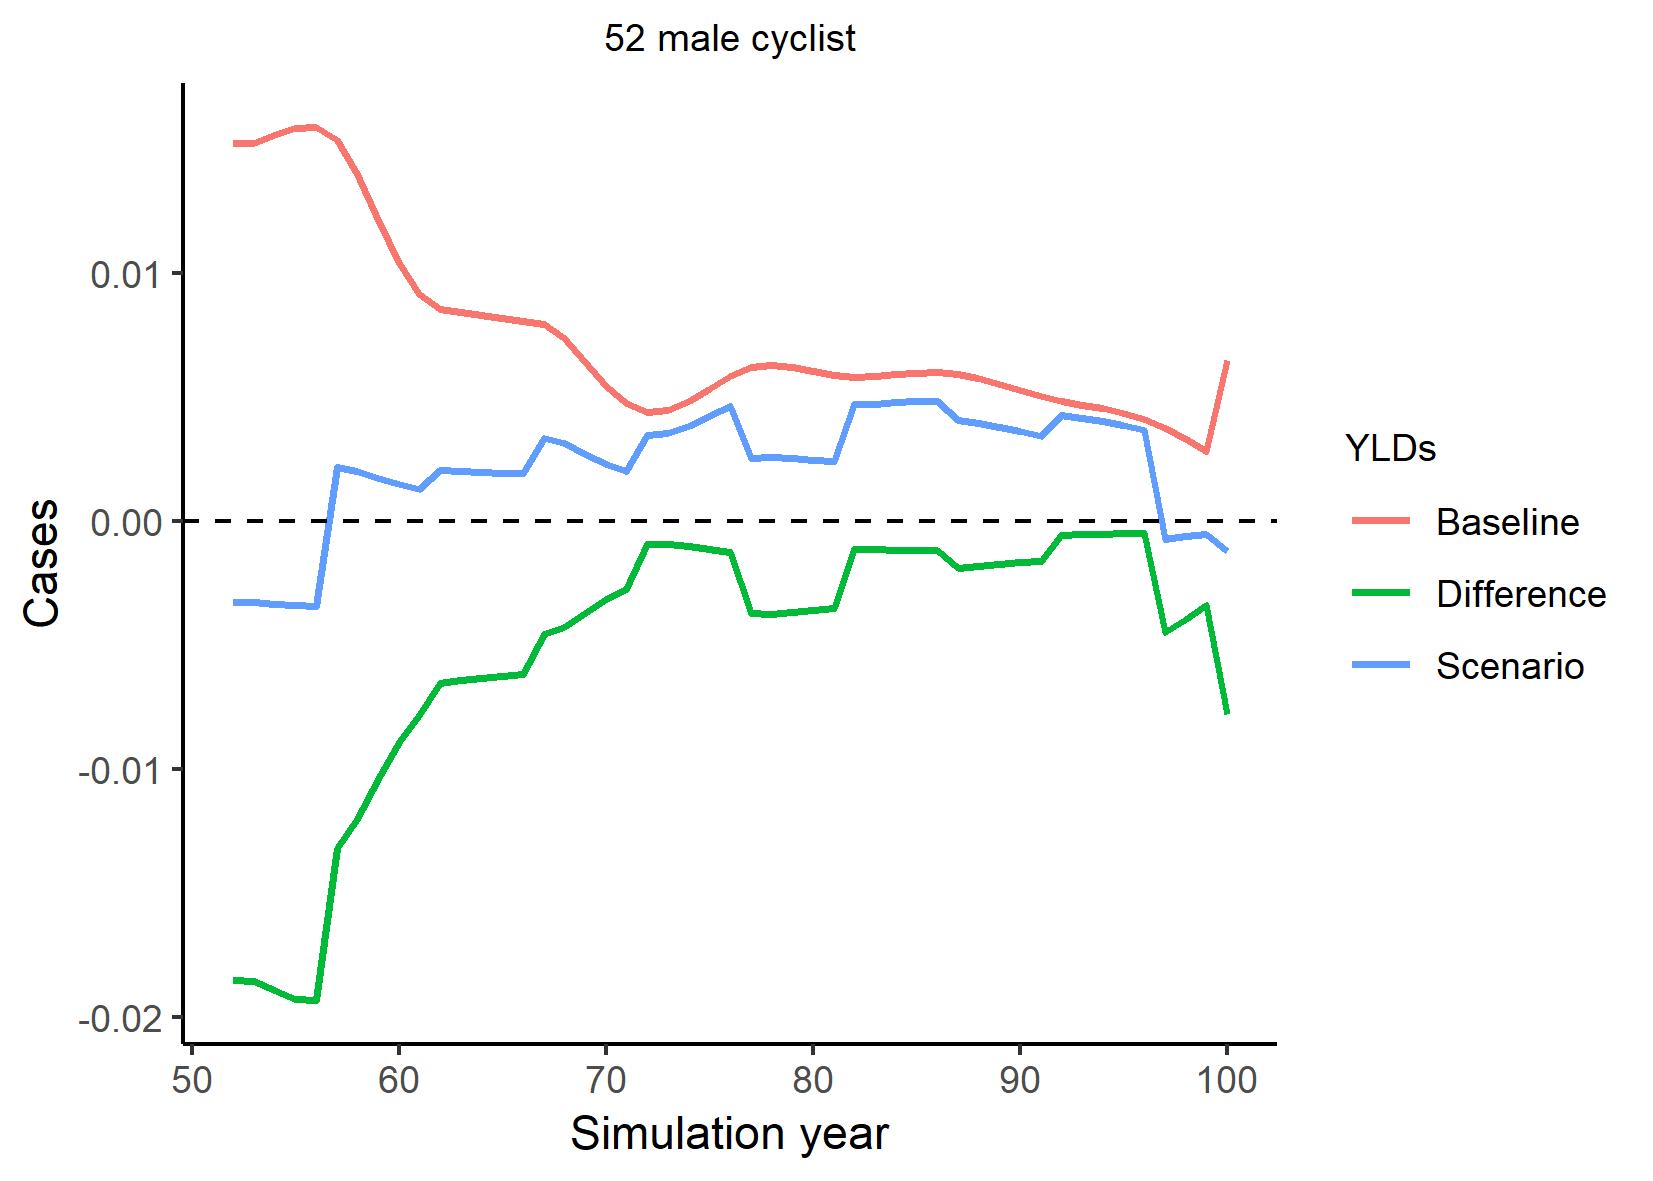 52 male cyclist
0.01
0.00
-0.01
-0.02
Cases
50 60 70 80 90 100
Simulation year
YLDs
Baseline
Difference
Scenario